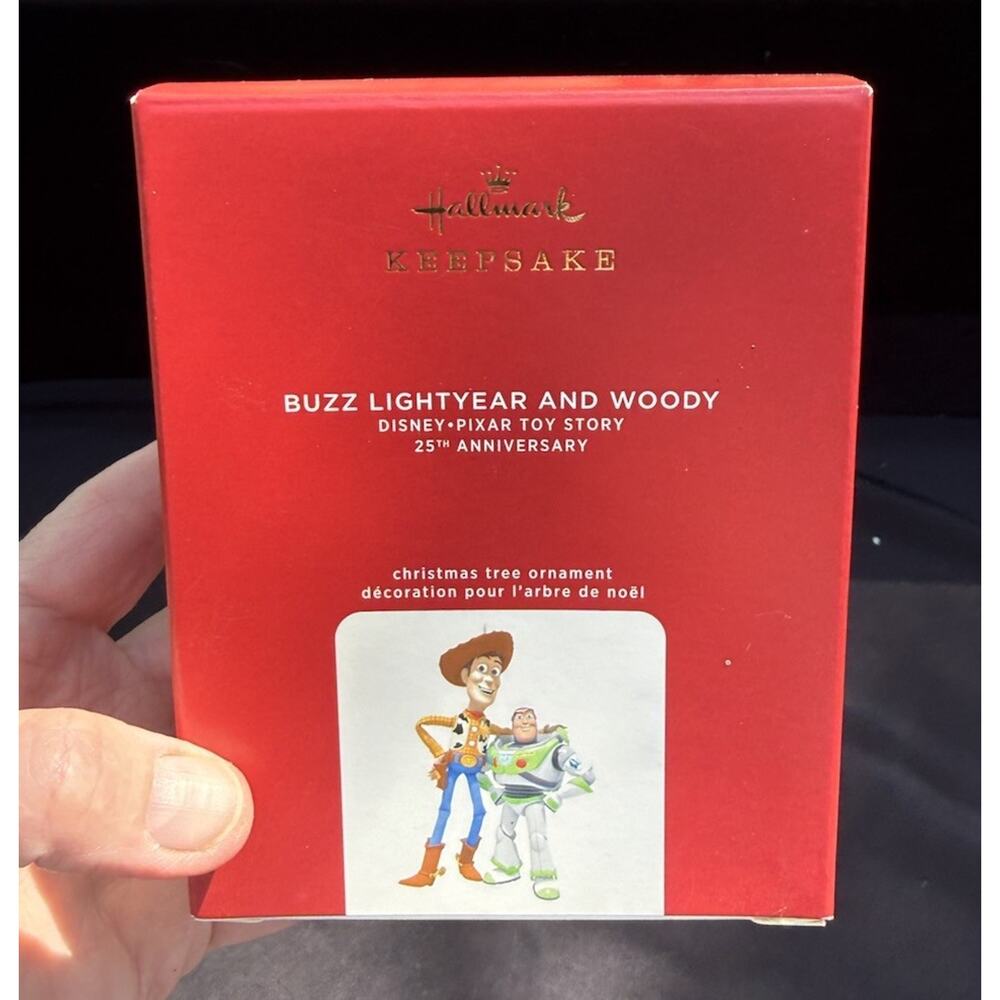 Hallmark
KEEPSAKE
BUZZ LIGHTYEAR AND WOODY
DISNEY•PIXAR TOY STORY
25TH ANNIVERSARY
christmas tree ornament
décoration pour l'arbre de noël